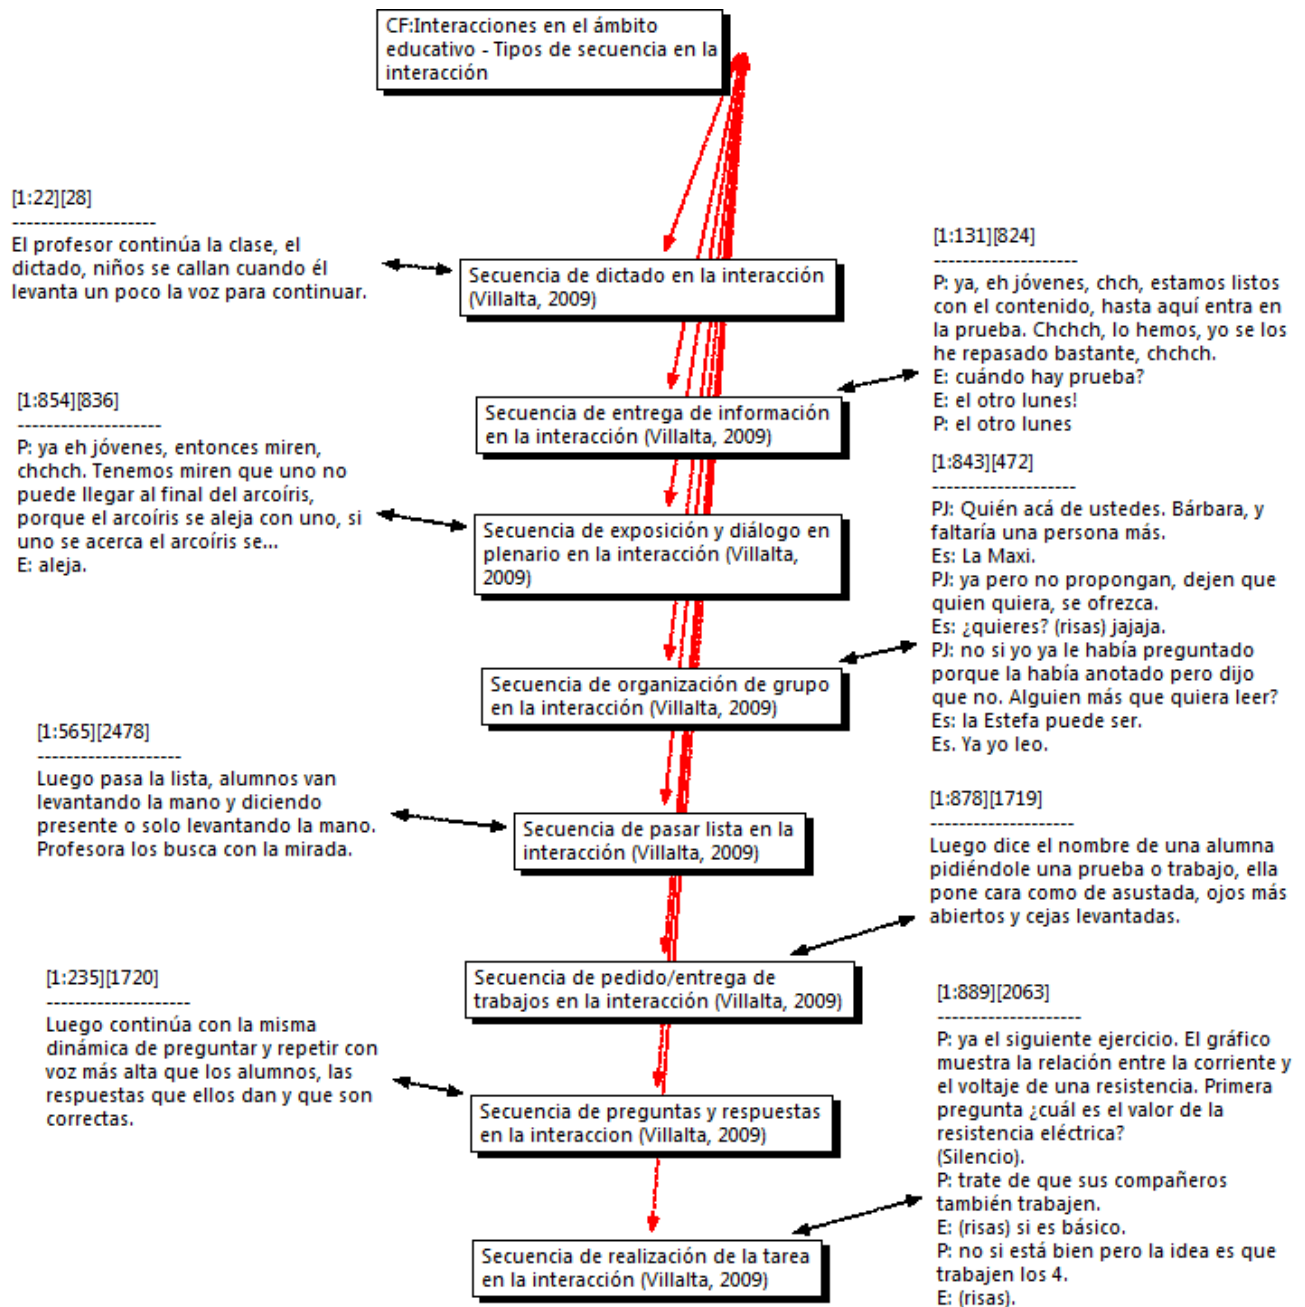 CF:Interacciones en el ámbito
educativo - Tipos de secuencia en la
interacción
[1:22][28]
--------------------
El profesor continúa la clase, el
dictado, niños se callan cuando él
levanta un poco la voz para continuar.
Secuencia de dictado en la interacción
(Villalta, 2009)
[1:131][824]
--------------------
P: ya, eh jóvenes, chch, estamos listos
con el contenido, hasta aquí entra en
la prueba. Chchch, lo hemos, yo se los
he repasado bastante, chchch.
E: cuándo hay prueba?
E: el otro lunes!
P: el otro lunes
Secuencia de entrega de información
en la interacción (Villalta, 2009)
[1:854][836]
--------------------
P: ya eh jóvenes, entonces miren,
chchch. Tenemos miren que uno no
puede llegar al final del arcoíris,
porque el arcoíris se aleja con uno, si
uno se acerca el arcoíris se...
E: aleja.
Secuencia de exposición y diálogo en
plenario en la interacción (Villalta,
2009)
[1:843][472]
--------------------
PJ: Quién acá de ustedes. Bárbara, y
faltaría una persona más.
Es: La Maxi.
PJ: ya pero no propongan, dejen que
quien quiera, se ofrezca.
Es: ¿quieres? (risas) jajaja.
PJ: no si yo ya le había preguntado
porque la había anotado pero dijo
que no. Alguien más que quiera leer?
Es: la Estefa puede ser.
Es. Ya yo leo.
Secuencia de organización de grupo
en la interacción (Villalta, 2009)
[1:565][2478]
--------------------
Luego pasa la lista, alumnos van
levantando la mano y diciendo
presente o solo levantando la mano.
Profesora los busca con la mirada.
Secuencia de pasar lista en la
interacción (Villalta, 2009)
[1:878][1719]
--------------------
Luego dice el nombre de una alumna
pidiéndole una prueba o trabajo, ella
pone cara como de asustada, ojos más
abiertos y cejas levantadas.
Secuencia de pedido/entrega de
trabajos en la interacción (Villalta, 2009)
[1:235][1720]
--------------------
Luego continúa con la misma
dinámica de preguntar y repetir con
voz más alta que los alumnos, las
respuestas que ellos dan y que son
correctas.
Secuencia de preguntas y respuestas
en la interaccion (Villalta, 2009)
[1:889][2063]
--------------------
P: ya el siguiente ejercicio. El gráfico
muestra la relación entre la corriente y
el voltaje de una resistencia. Primera
pregunta ¿cuál es el valor de la
resistencia eléctrica?
(Silencio).
P: trate de que sus compañeros
también trabajen.
E: (risas) si es básico.
P: no si está bien pero la idea es que
trabajen los 4.
E: (risas).
Secuencia de realización de la tarea
en la interacción (Villalta, 2009)